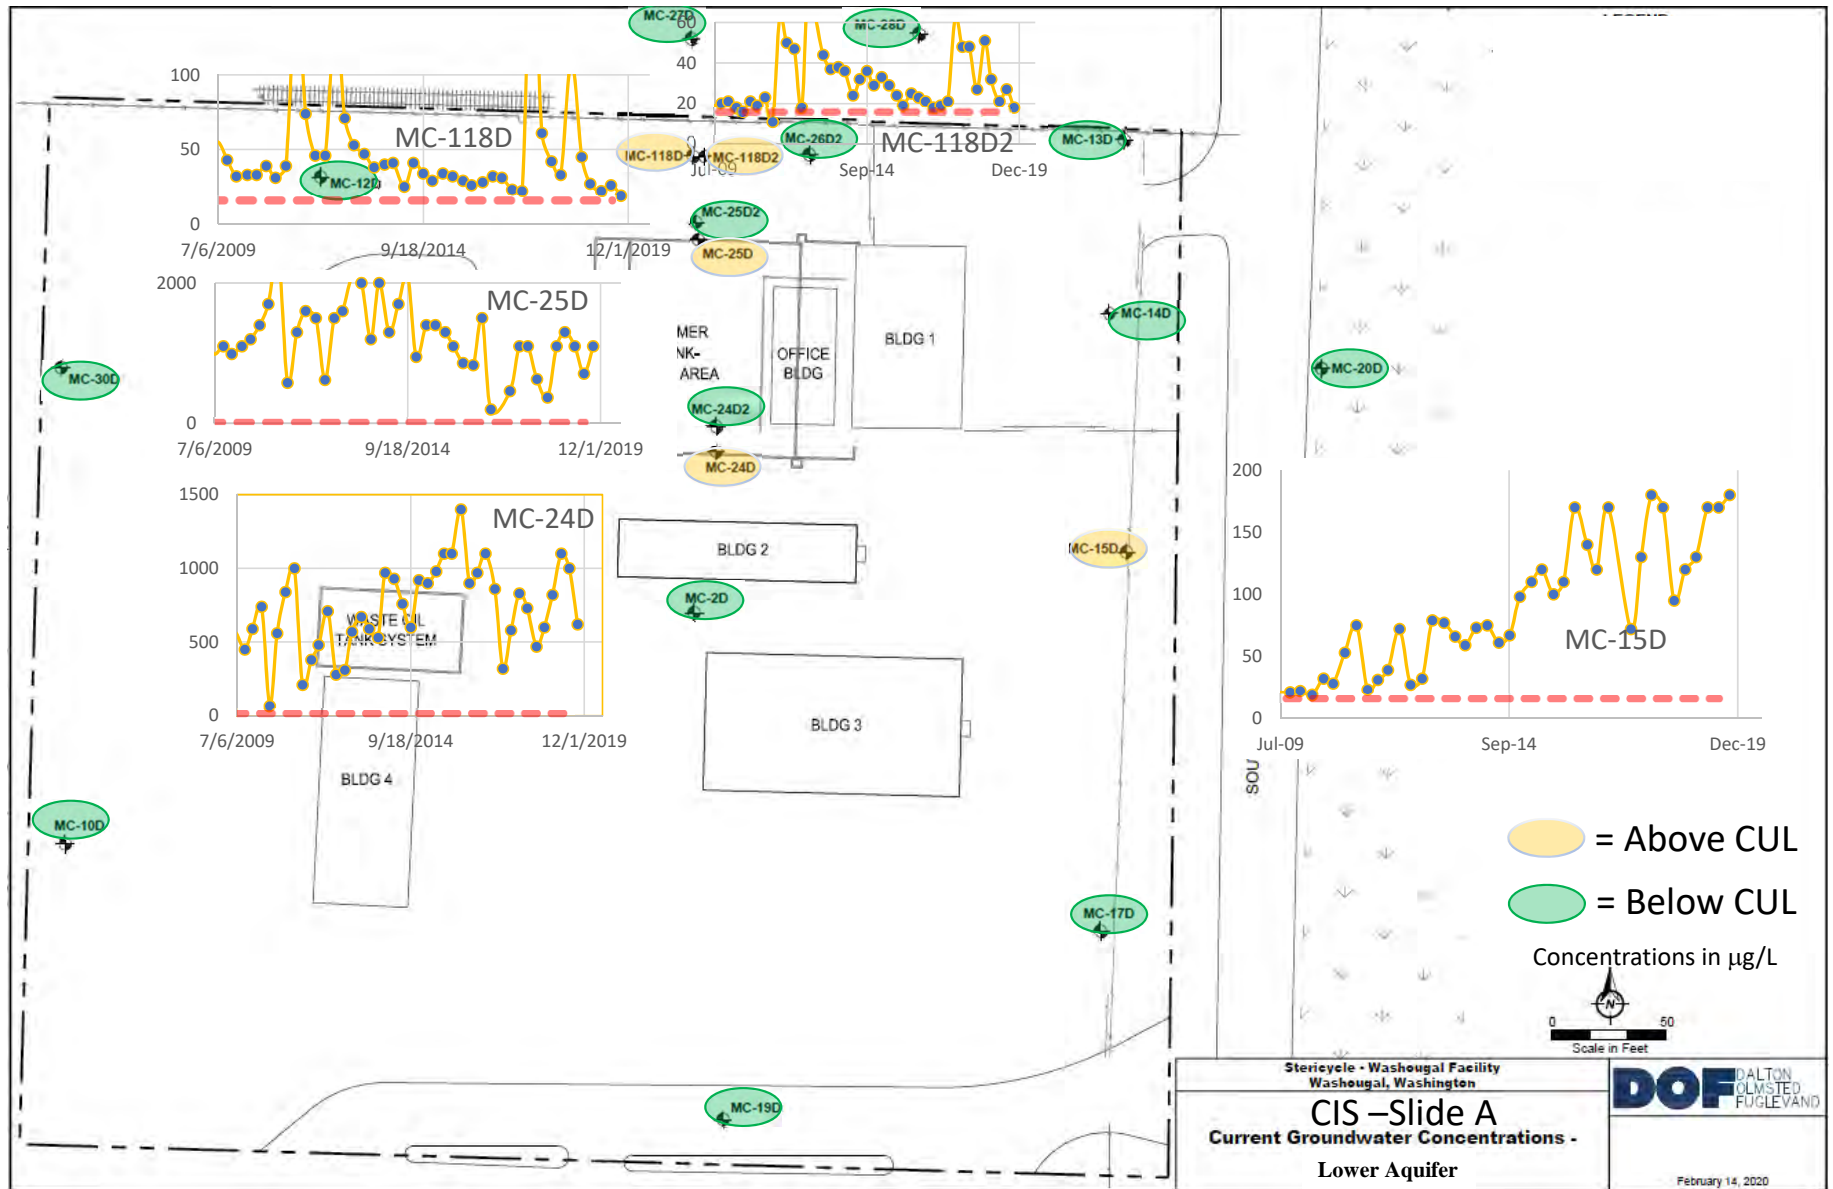 MC-27D
60
MC-28D
40
20
0
MC-118D2
Jul-09
Sep-14
Dec-19
100
50
0
MC-118D
7/6/2009
9/18/2014
12/1/2019
MC-12D
MC-118D
MC-118D2
MC-26D2
MC-13D
MC-25D2
MC-25D
2000
0
MC-25D
7/6/2009
9/18/2014
12/1/2019
MER
NK-
AREA
OFFICE
BLDG
BLDG 1
MC-14D
MC-20D
MC-30D
MC-24D2
MC-24D
1500
1000
500
0
MC-24D
7/6/2009
9/18/2014
12/1/2019
WASTE OIL
TANK SYSTEM
BLDG 4
BLDG 2
MC-2D
BLDG 3
MC-15D
200
150
100
50
0
MC-15D
Jul-09
Sep-14
Dec-19
SOU
MC-10D
MC-17D
MC-19D
= Above CUL
= Below CUL
Concentrations in µg/L
N
0 50
Scale in Feet
Stericycle - Washougal Facility
Washougal, Washington
CIS –Slide A
Current Groundwater Concentrations -
Lower Aquifer
DOF
DALTON
OLMSTED
FUGLEVAND
February 14, 2020